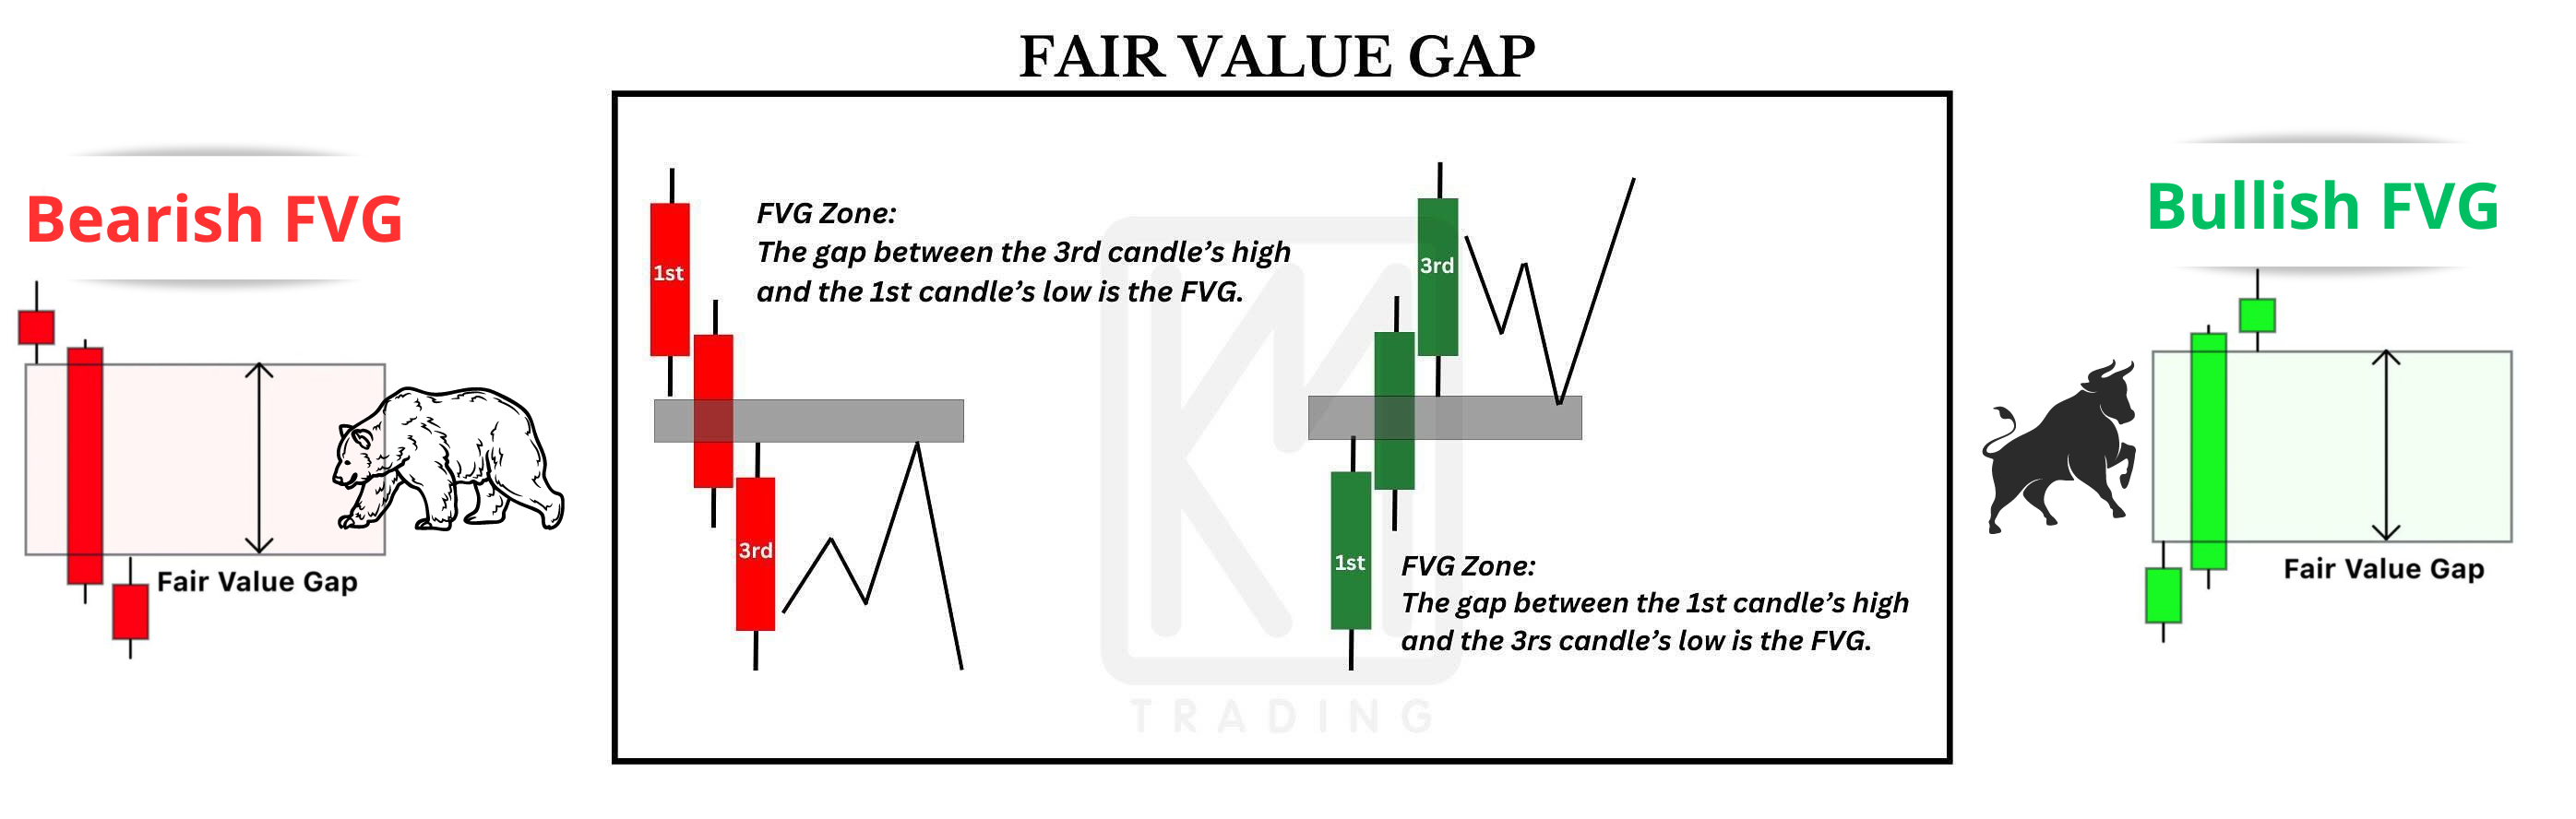 FAIR VALUE GAP
Bearish FVG
Fair Value Gap
1st
3rd
FVG Zone:
The gap between the 3rd candle’s high
and the 1st candle’s low is the FVG.
3rd
1st
FVG Zone:
The gap between the 1st candle’s high
and the 3rs candle’s low is the FVG.
KM
TRADING
Bullish FVG
Fair Value Gap